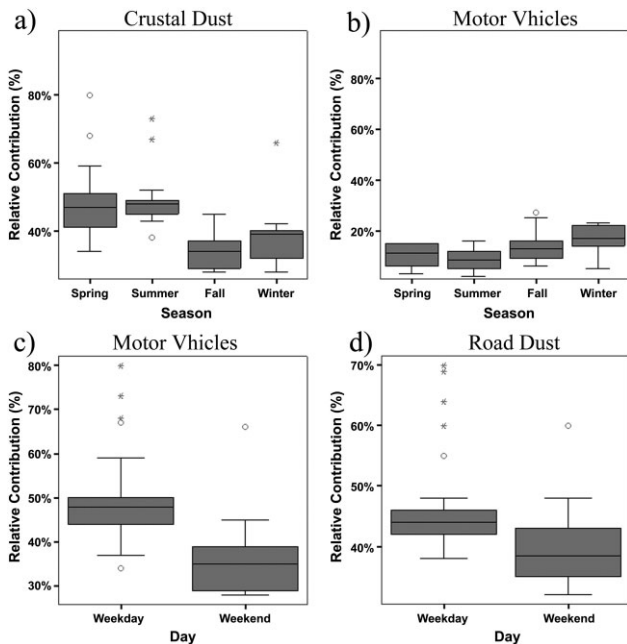 a) Crustal Dust
Relative Contribution (%)
80%
60%
40%
Spring Summer Fall Winter
Season
b) Motor Vhicles
Relative Contribution (%)
80%
60%
40%
20%
Spring Summer Fall Winter
Season
c) Motor Vhicles
Relative Contribution (%)
80%
70%
60%
50%
40%
30%
Weekday Weekend
Day
d) Road Dust
Relative Contribution (%)
70%
60%
50%
40%
Weekday Weekend
Day